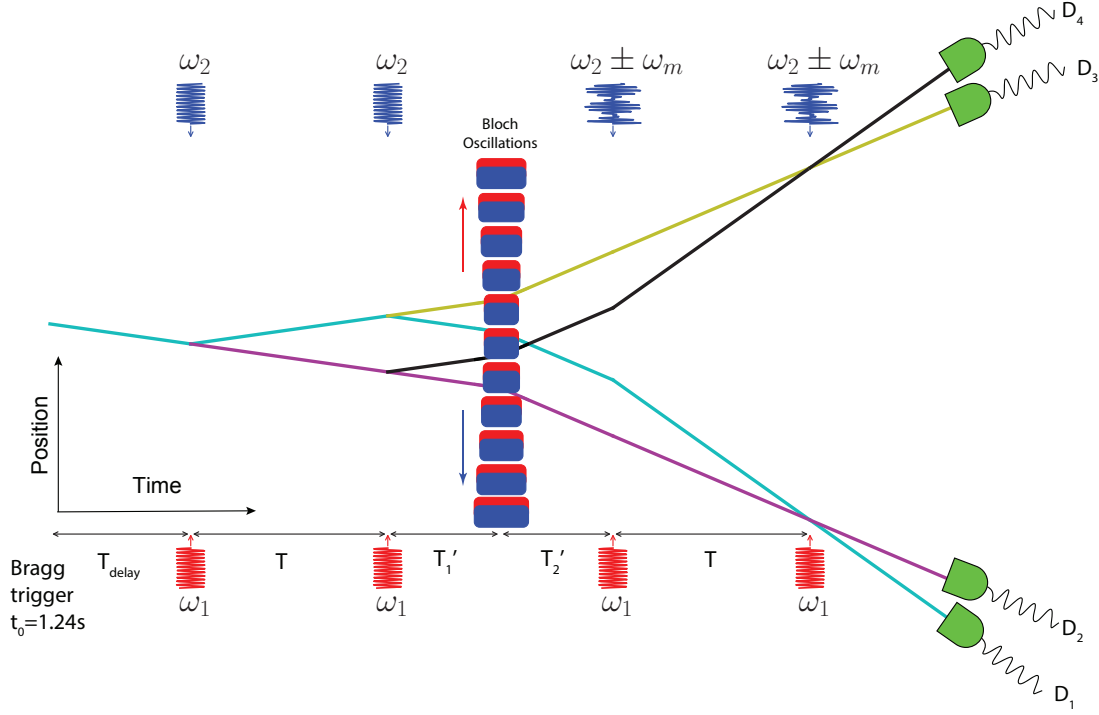 D₄
D₃
ω₂
ω₂
ω₂ ± ωₘ
ω₂ ± ωₘ
Bloch
Oscillations
Position
Time
T_delay
T
T₁'
T₂'
T
Bragg
trigger
t₀=1.24s
ω₁
ω₁
ω₁
ω₁
D₂
D₁